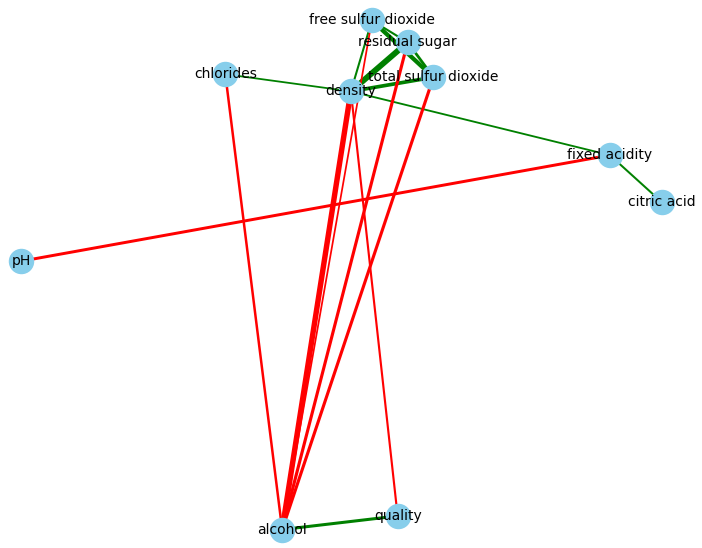 free sulfur dioxide
residual sugar
chlorides
total sulfur dioxide
density
fixed acidity
citric acid
pH
quality
alcohol